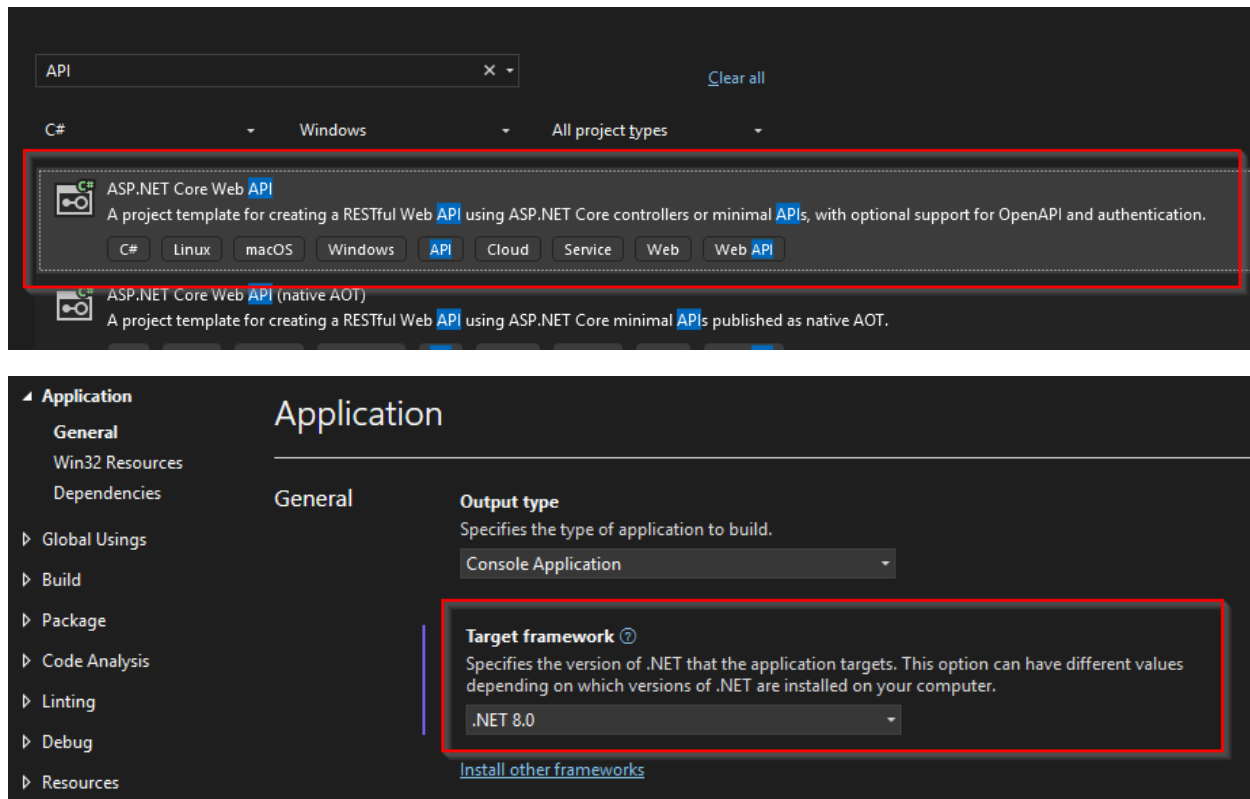 API
Clear all
C#
Windows
All project types
ASP.NET Core Web API
A project template for creating a RESTful Web API using ASP.NET Core controllers or minimal APIs, with optional support for OpenAPI and authentication.
C# Linux macOS Windows API Cloud Service Web Web API
ASP.NET Core Web API (native AOT)
A project template for creating a RESTful Web API using ASP.NET Core minimal APIs published as native AOT.
Application
General
Win32 Resources
Dependencies
Global Usings
Build
Package
Code Analysis
Linting
Debug
Resources
Application
General
Output type
Specifies the type of application to build.
Console Application
Target framework
Specifies the version of .NET that the application targets. This option can have different values
depending on which versions of .NET are installed on your computer.
.NET 8.0
Install other frameworks